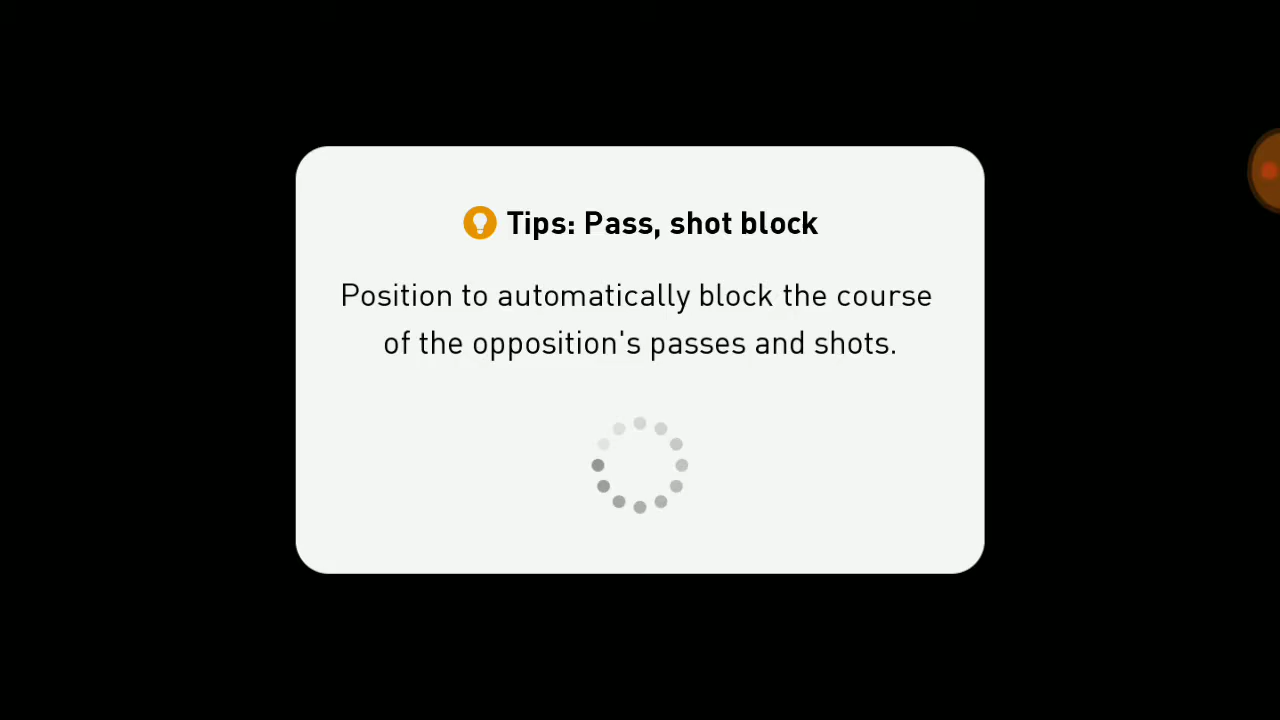 Tips: Pass, shot block
Position to automatically block the course
of the opposition's passes and shots.